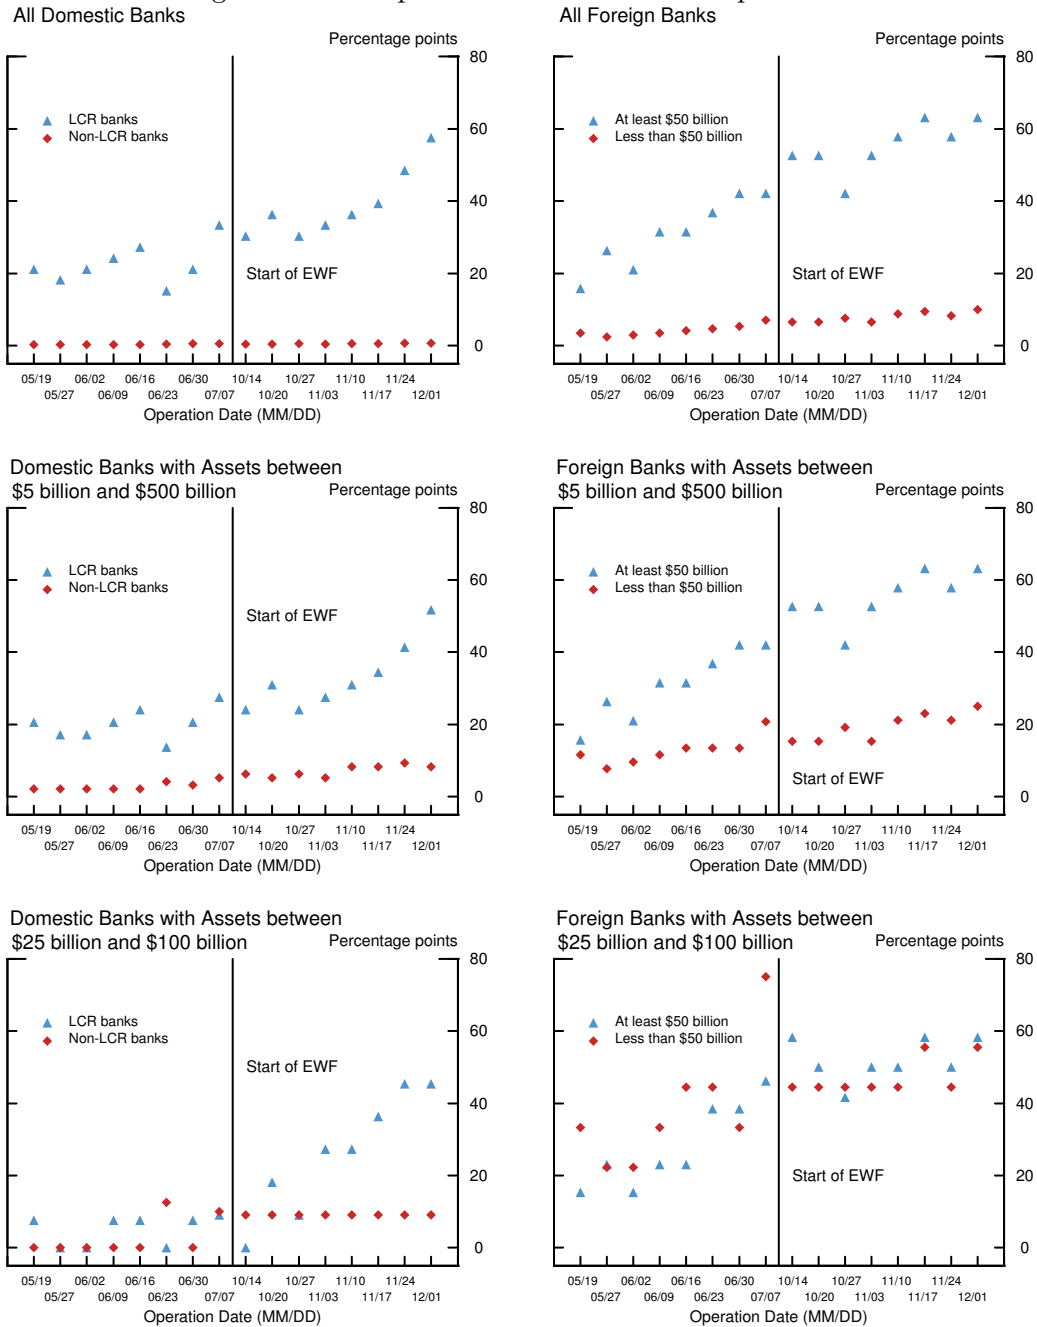 All Domestic Banks
Percentage points
80
60
40
20
0
LCR banks
Non-LCR banks
Start of EWF
05/19 06/02 06/16 06/30 10/14 10/27 11/10 11/24
05/27 06/09 06/23 07/07 10/20 11/03 11/17 12/01
Operation Date (MM/DD)
All Foreign Banks
Percentage points
80
60
40
20
0
At least $50 billion
Less than $50 billion
Start of EWF
05/19 06/02 06/16 06/30 10/14 10/27 11/10 11/24
05/27 06/09 06/23 07/07 10/20 11/03 11/17 12/01
Operation Date (MM/DD)
Domestic Banks with Assets between
$5 billion and $500 billion
Percentage points
80
60
40
20
0
LCR banks
Non-LCR banks
Start of EWF
05/19 06/02 06/16 06/30 10/14 10/27 11/10 11/24
05/27 06/09 06/23 07/07 10/20 11/03 11/17 12/01
Operation Date (MM/DD)
Foreign Banks with Assets between
$5 billion and $500 billion
Percentage points
80
60
40
20
0
At least $50 billion
Less than $50 billion
Start of EWF
05/19 06/02 06/16 06/30 10/14 10/27 11/10 11/24
05/27 06/09 06/23 07/07 10/20 11/03 11/17 12/01
Operation Date (MM/DD)
Domestic Banks with Assets between
$25 billion and $100 billion
Percentage points
80
60
40
20
0
LCR banks
Non-LCR banks
Start of EWF
05/19 06/02 06/16 06/30 10/14 10/27 11/10 11/24
05/27 06/09 06/23 07/07 10/20 11/03 11/17 12/01
Operation Date (MM/DD)
Foreign Banks with Assets between
$25 billion and $100 billion
Percentage points
80
60
40
20
0
At least $50 billion
Less than $50 billion
Start of EWF
05/19 06/02 06/16 06/30 10/14 10/27 11/10 11/24
05/27 06/09 06/23 07/07 10/20 11/03 11/17 12/01
Operation Date (MM/DD)